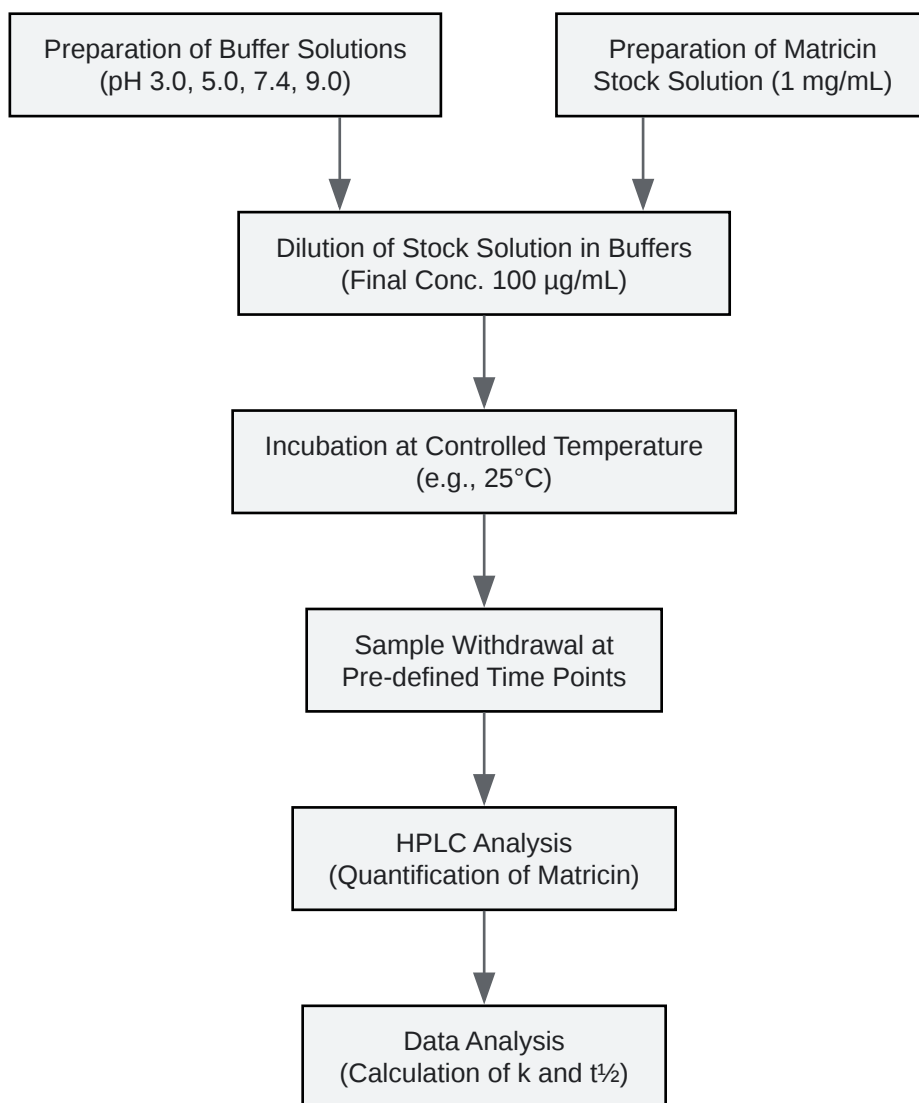 Preparation of Buffer Solutions
(pH 3.0, 5.0, 7.4, 9.0)
Preparation of Matricin
Stock Solution (1 mg/mL)
Dilution of Stock Solution in Buffers
(Final Conc. 100 µg/mL)
Incubation at Controlled Temperature
(e.g., 25°C)
Sample Withdrawal at
Pre-defined Time Points
HPLC Analysis
(Quantification of Matricin)
Data Analysis
(Calculation of k and t½)